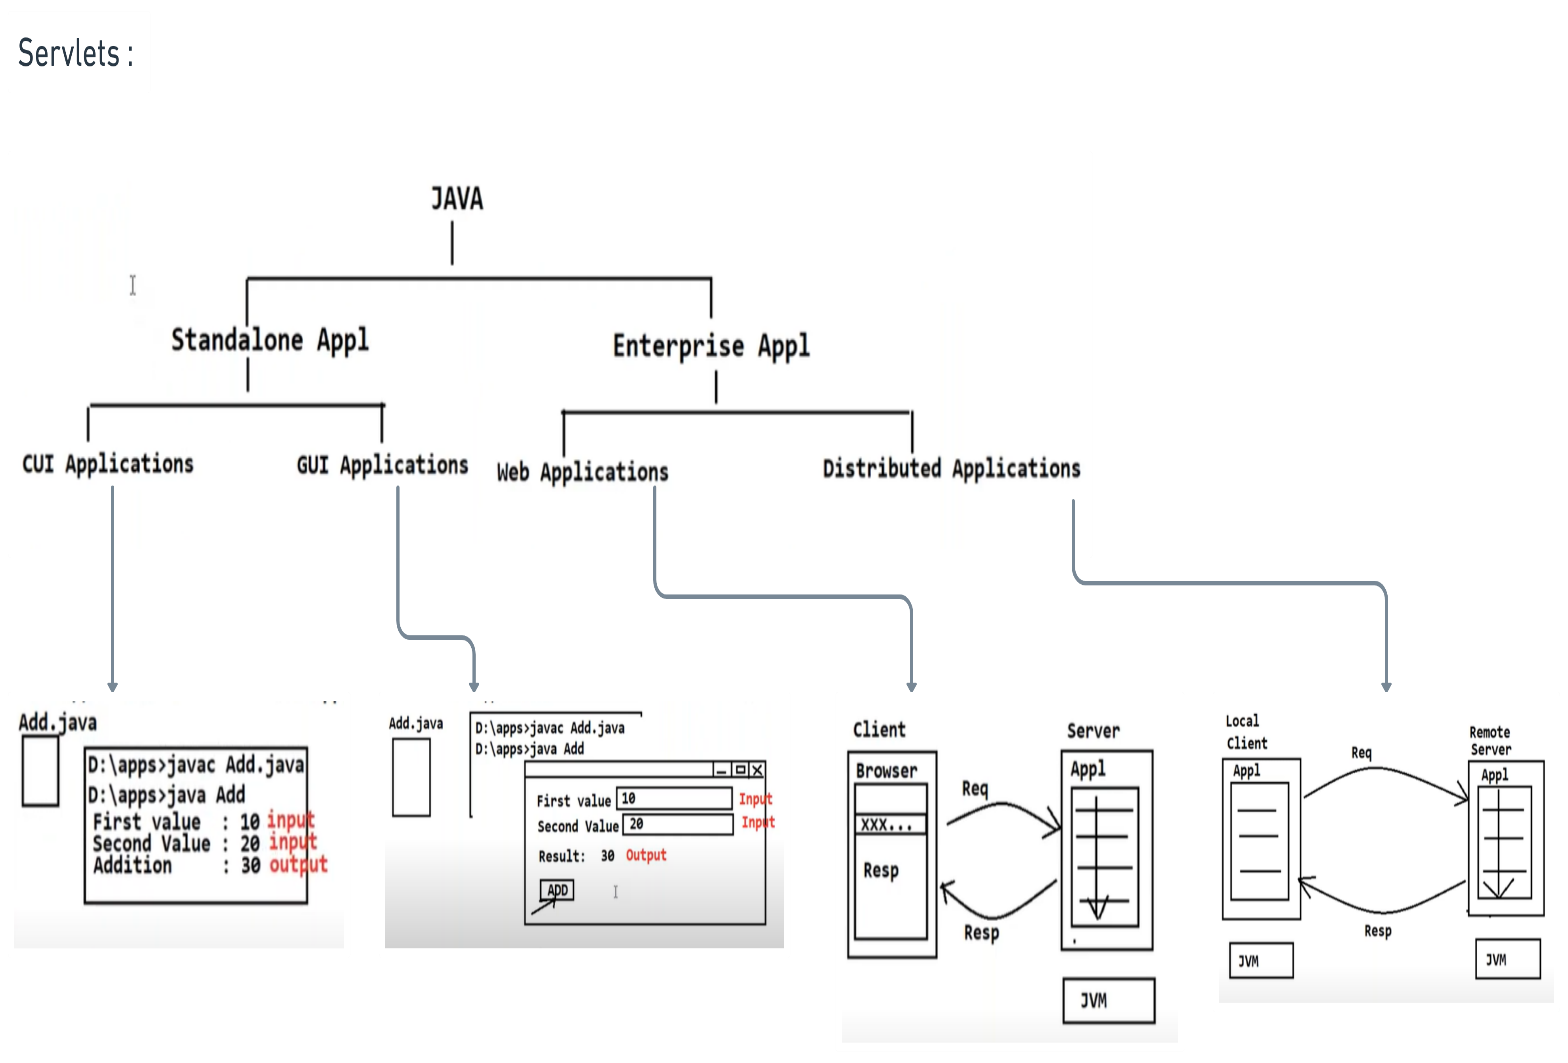 Servlets :
JAVA
Standalone Appl
Enterprise Appl
CUI Applications
GUI Applications
Web Applications
Distributed Applications
Add.java
D:\apps>javac Add.java
D:\apps>java Add
First value : 10 input
Second Value : 20 input
Addition : 30 output
Add.java
D:\apps>javac Add.java
D:\apps>java Add
First value 10 Input
Second Value 20 Input
Result: 30 Output
ADD
Client
Browser
XXX...
Resp
Req
Resp
Server
Appl
JVM
Local
Client
Appl
JVM
Req
Resp
Remote
Server
Appl
JVM